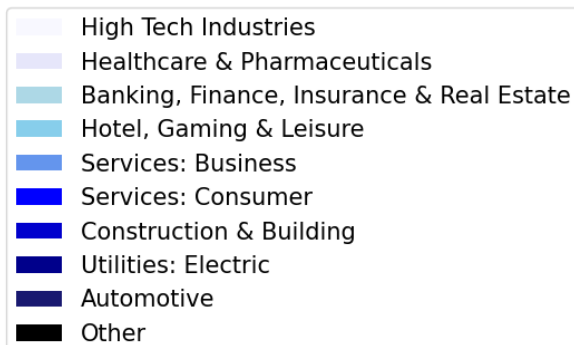 High Tech Industries
Healthcare & Pharmaceuticals
Banking, Finance, Insurance & Real Estate
Hotel, Gaming & Leisure
Services: Business
Services: Consumer
Construction & Building
Utilities: Electric
Automotive
Other